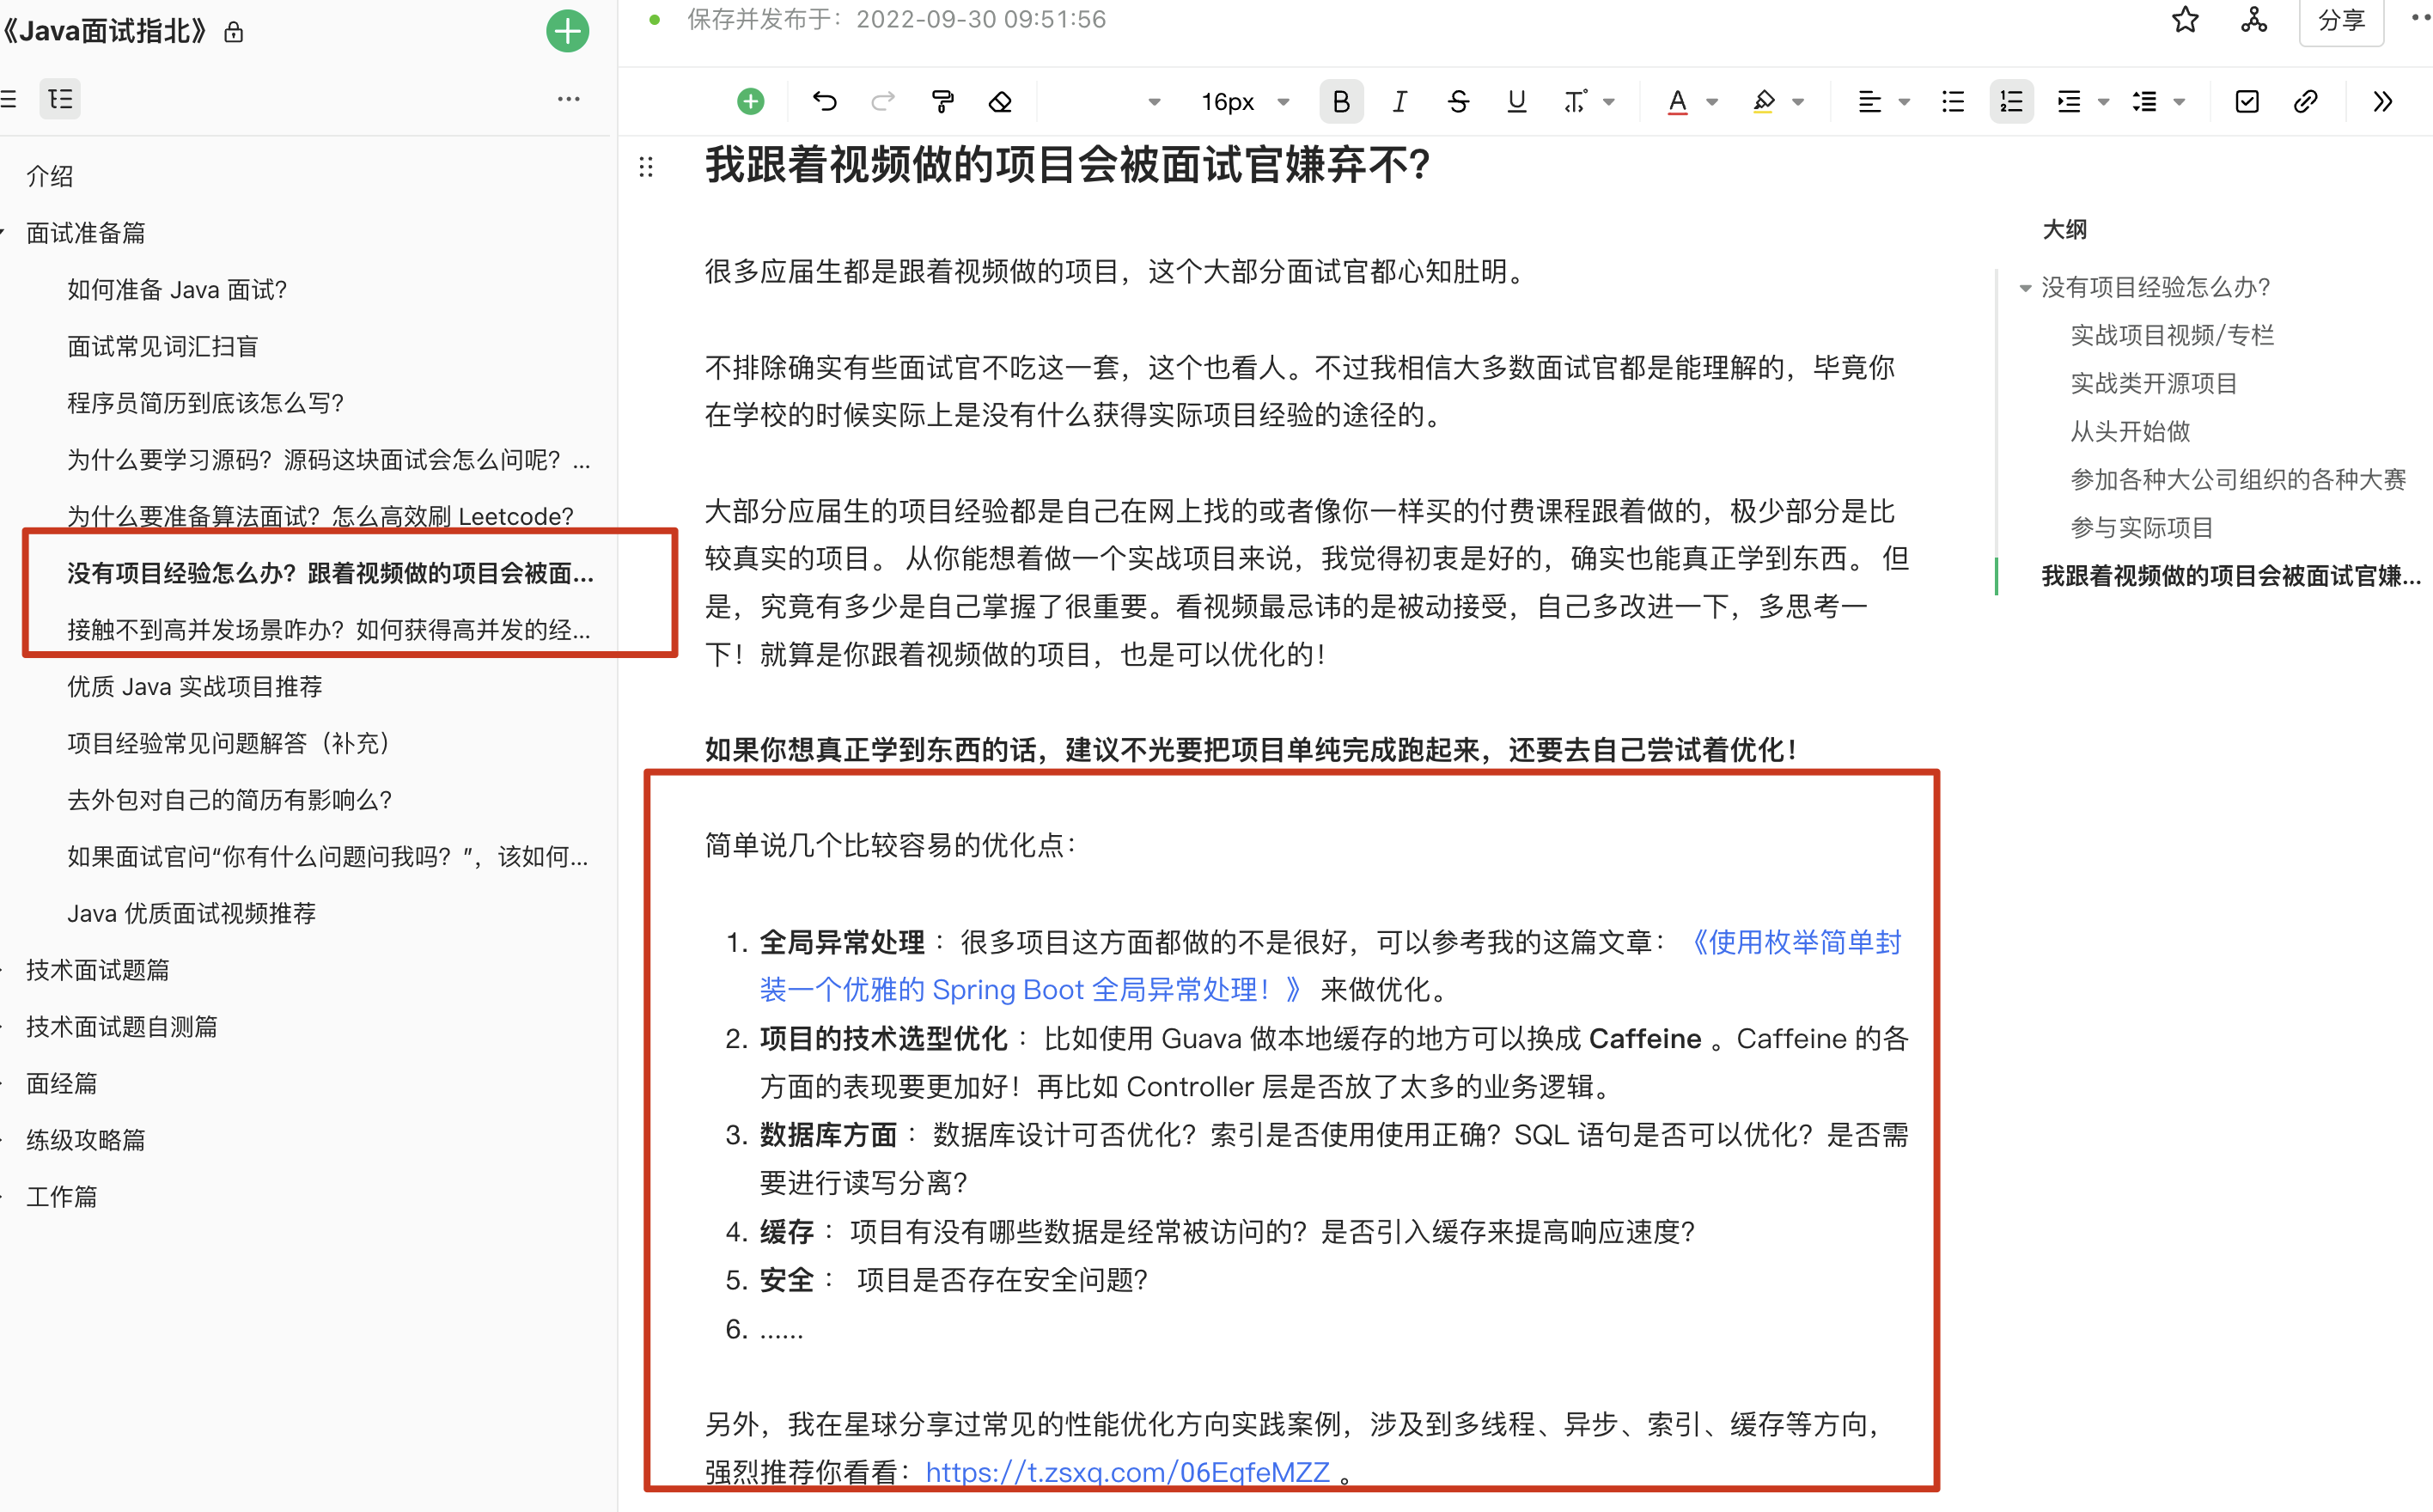 《Java面试指北》
介绍
面试准备篇
如何准备 Java 面试?
面试常见词汇扫盲
程序员简历到底该怎么写?
为什么要学习源码？源码这块面试会怎么问呢？...
为什么要准备算法面试？怎么高效刷 Leetcode?
没有项目经验怎么办？跟着视频做的项目会被面...
接触不到高并发场景咋办？如何获得高并发的经...
优质 Java 实战项目推荐
项目经验常见问题解答（补充）
去外包对自己的简历有影响么?
如果面试官问“你有什么问题问我吗？”，该如何...
Java 优质面试视频推荐
技术面试题篇
技术面试题自测篇
面经篇
练级攻略篇
工作篇
保存并发布于：2022-09-30 09:51:56
分享
16px
我跟着视频做的项目会被面试官嫌弃不?
很多应届生都是跟着视频做的项目，这个大部分面试官都心知肚明。
不排除确实有些面试官不吃这一套，这个也看人。不过我相信大多数面试官都是能理解的，毕竟你
在学校的时候实际上是没有什么获得实际项目经验的途径的。
大部分应届生的项目经验都是自己在网上找的或者像你一样买的付费课程跟着做的，极少部分是比
较真实的项目。 从你能想着做一个实战项目来说，我觉得初衷是好的，确实也能真正学到东西。 但
是，究竟有多少是自己掌握了很重要。看视频最忌讳的是被动接受，自己多改进一下，多思考一
下！就算是你跟着视频做的项目，也是可以优化的！
如果你想真正学到东西的话，建议不光要把项目单纯完成跑起来，还要去自己尝试着优化！
简单说几个比较容易的优化点：
1. 全局异常处理 ：很多项目这方面都做的不是很好，可以参考我的这篇文章：《使用枚举简单封
装一个优雅的 Spring Boot 全局异常处理！》 来做优化。
2. 项目的技术选型优化 ：比如使用 Guava 做本地缓存的地方可以换成 Caffeine 。Caffeine 的各
方面的表现要更加好！再比如 Controller 层是否放了太多的业务逻辑。
3. 数据库方面 ：数据库设计可否优化？索引是否使用使用正确？SQL 语句是否可以优化？是否需
要进行读写分离?
4. 缓存 ：项目有没有哪些数据是经常被访问的？是否引入缓存来提高响应速度?
5. 安全 ： 项目是否存在安全问题?
6. ......
另外，我在星球分享过常见的性能优化方向实践案例，涉及到多线程、异步、索引、缓存等方向，
强烈推荐你看看：https://t.zsxq.com/06EqfeMZZ 。
大纲
没有项目经验怎么办?
实战项目视频/专栏
实战类开源项目
从头开始做
参加各种大公司组织的各种大赛
参与实际项目
我跟着视频做的项目会被面试官嫌...